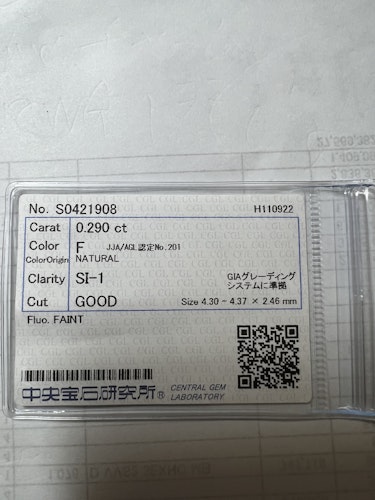 No. S0421908 H110922
Carat 0.290 ct
Color F JJA/AGL認定No.201
ColorOrigin NATURAL
Clarity SI-1 GIAグレーディング
システムに準拠
Cut GOOD Size 4.30 ~ 4.37 × 2.46 mm
Fluo. FAINT
中央宝石研究所® CENTRAL GEM
LABORATORY